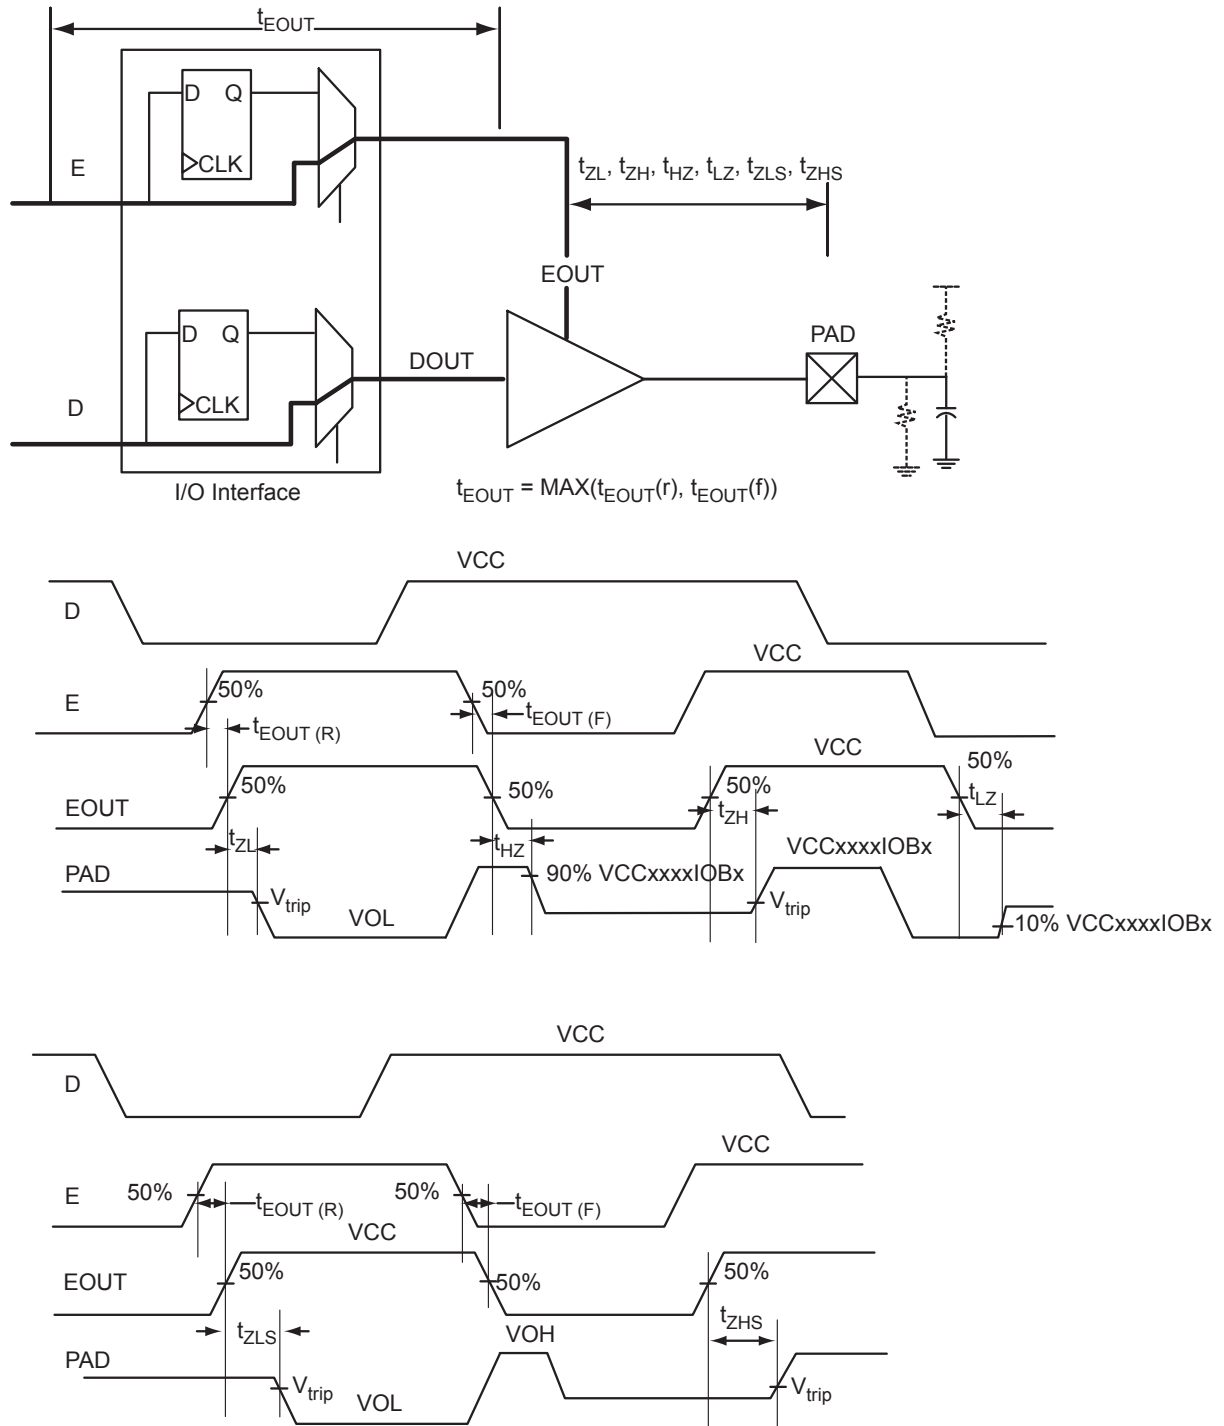 tEOUT
D Q
CLK
E
tZL, tZH, tHZ, tLZ, tZLS, tZHS
EOUT
D Q
CLK
DOUT
PAD
D
I/O Interface
tEOUT = MAX(tEOUT(r), tEOUT(f))
VCC
D
VCC
50%
50%
E
tEOUT (R)
tEOUT (F)
VCC
50%
50%
50%
50%
EOUT
tZL
tHZ
tZH
tLZ
VCCxxxxIOBx
PAD
90% VCCxxxxIOBx
Vtrip
VOL
Vtrip
10% VCCxxxxIOBx
VCC
D
VCC
50%
50%
E
tEOUT (R)
tEOUT (F)
VCC
EOUT
50%
50%
50%
tZLS
VOH
tZHS
PAD
Vtrip
VOL
Vtrip